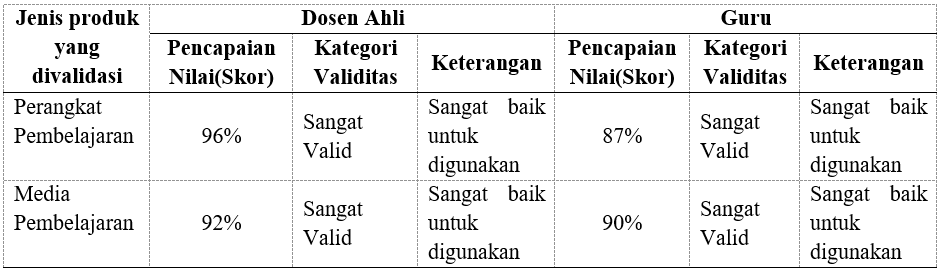 Jenis produk yang divalidasi
Dosen Ahli
Guru
Pencapaian Nilai(Skor)
Kategori Validitas
Keterangan
Pencapaian Nilai(Skor)
Kategori Validitas
Keterangan
Perangkat Pembelajaran
96%
Sangat Valid
Sangat baik untuk digunakan
87%
Sangat Valid
Sangat baik untuk digunakan
Media Pembelajaran
92%
Sangat Valid
Sangat baik untuk digunakan
90%
Sangat Valid
Sangat baik untuk digunakan